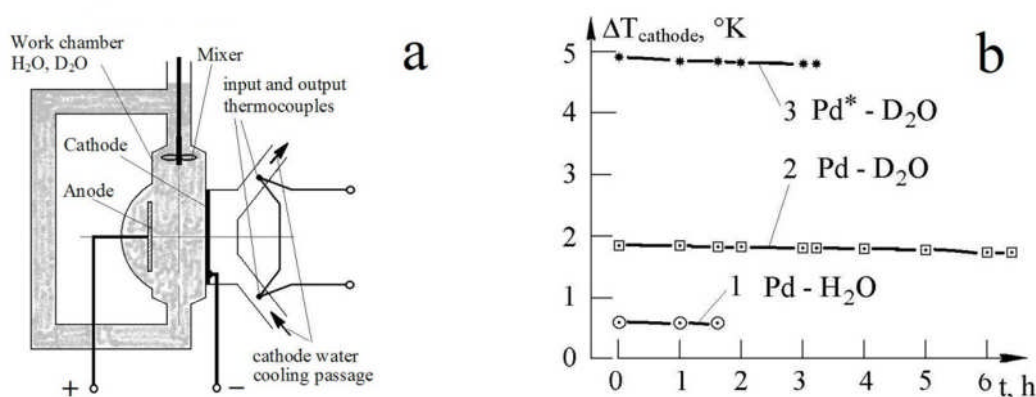 a
Work chamber
H₂O, D₂O
Mixer
input and output
thermocouples
Cathode
Anode
cathode water
cooling passage
+
−
b
ΔT_cathode, °K
5
4
3
2
1
0
3 Pd* - D₂O
2 Pd - D₂O
1 Pd - H₂O
0 1 2 3 4 5 6 t, h